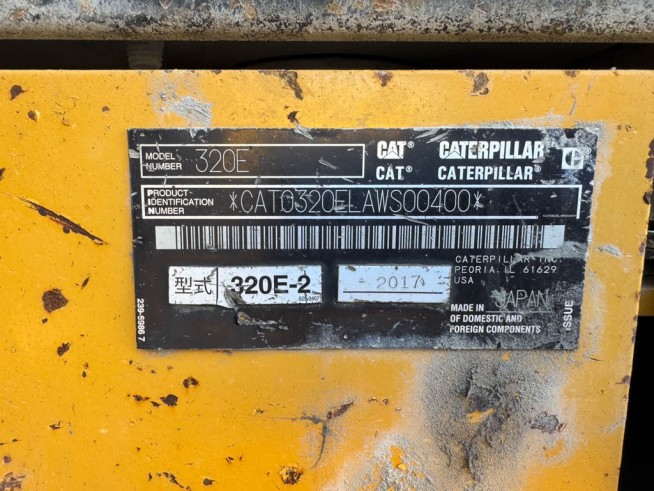 MODEL NUMBER 320E
CAT® CATERPILLAR
CAT® CATERPILLAR®
PRODUCT IDENTIFICATION NUMBER *CAT0320ELAWS00400*
CATERPILLAR INC.
PEORIA IL 61629
USA
型式 320E-2 2017
MADE IN JAPAN
OF DOMESTIC AND
FOREIGN COMPONENTS
ISSUE